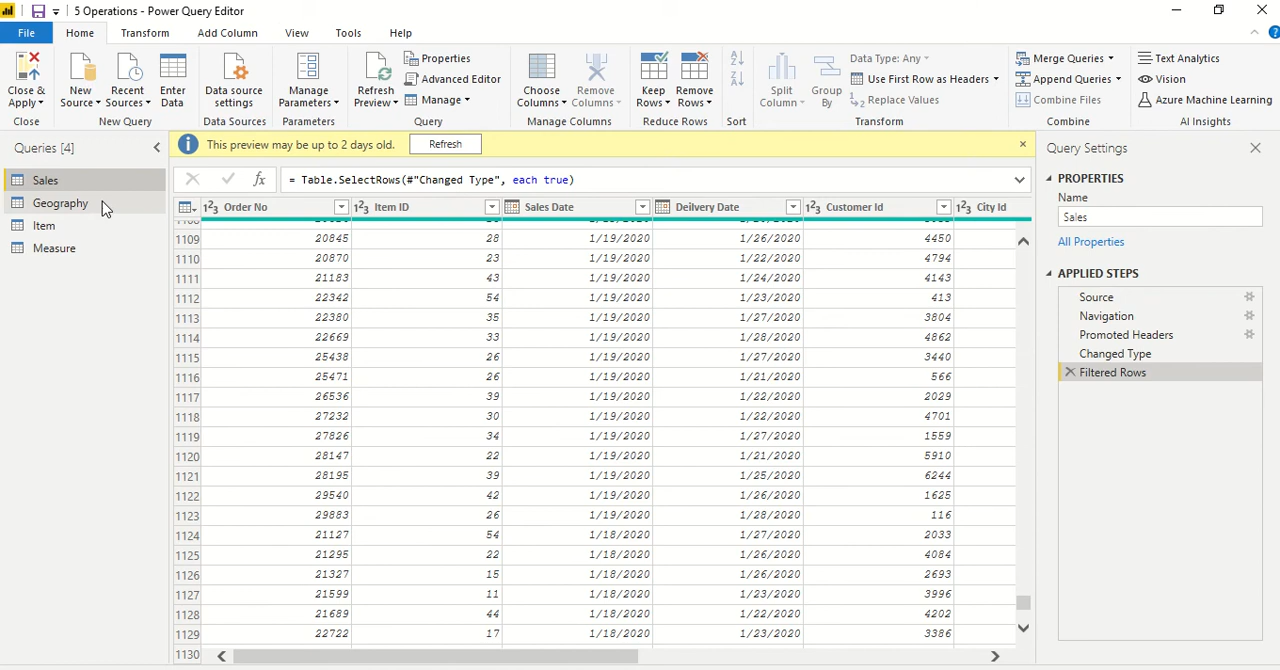 5 Operations - Power Query Editor
File Home Transform Add Column View Tools Help
Close & Apply New Source Recent Sources Enter Data Data source settings Manage Parameters Refresh Preview Properties Advanced Editor Manage Choose Columns Remove Columns Keep Rows Remove Rows Split Column Group By Data Type: Any Use First Row as Headers Replace Values Merge Queries Append Queries Combine Files Text Analytics Vision Azure Machine Learning
Close New Query Data Sources Parameters Query Manage Columns Reduce Rows Sort Transform Combine AI Insights
Queries [4]
Sales
Geography
Item
Measure
This preview may be up to 2 days old. Refresh
= Table.SelectRows(#"Changed Type", each true)
Order No Item ID Sales Date Deilvery Date Customer Id City Id
1109 20845 28 1/19/2020 1/26/2020 4450
1110 20870 23 1/19/2020 1/22/2020 4794
1111 21183 43 1/19/2020 1/24/2020 4143
1112 22342 54 1/19/2020 1/23/2020 413
1113 22380 35 1/19/2020 1/27/2020 3804
1114 22669 33 1/19/2020 1/28/2020 4862
1115 25438 26 1/19/2020 1/27/2020 3440
1116 25471 26 1/19/2020 1/21/2020 566
1117 26536 39 1/19/2020 1/22/2020 2029
1118 27232 30 1/19/2020 1/22/2020 4701
1119 27826 34 1/19/2020 1/27/2020 1559
1120 28147 22 1/19/2020 1/21/2020 5910
1121 28195 39 1/19/2020 1/25/2020 6244
1122 29540 42 1/19/2020 1/26/2020 1625
1123 29883 26 1/19/2020 1/28/2020 116
1124 21127 54 1/18/2020 1/27/2020 2033
1125 21295 22 1/18/2020 1/26/2020 4084
1126 21327 15 1/18/2020 1/26/2020 2693
1127 21599 11 1/18/2020 1/23/2020 3996
1128 21689 44 1/18/2020 1/22/2020 4202
1129 22722 17 1/18/2020 1/23/2020 3386
1130
Query Settings
PROPERTIES
Name
Sales
All Properties
APPLIED STEPS
Source
Navigation
Promoted Headers
Changed Type
Filtered Rows